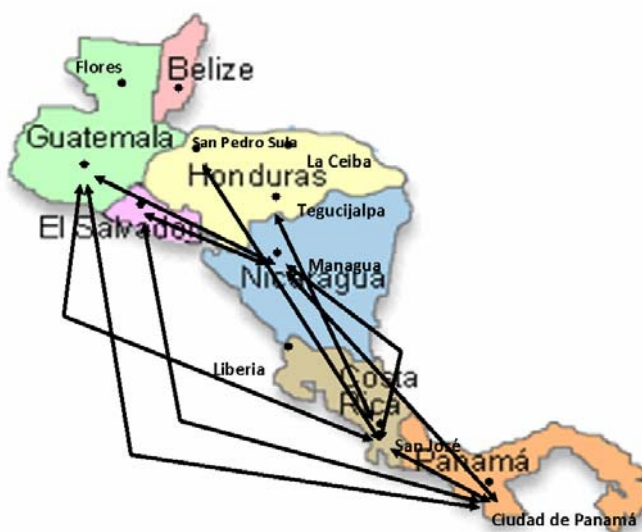 Flores
Belize
Guatemala
San Pedro Sula
La Ceiba
Honduras
Tegucijalpa
El Salvador
Managua
Nicaragua
Liberia
Costa
Rica
San José
Panamá
Ciudad de Panamá